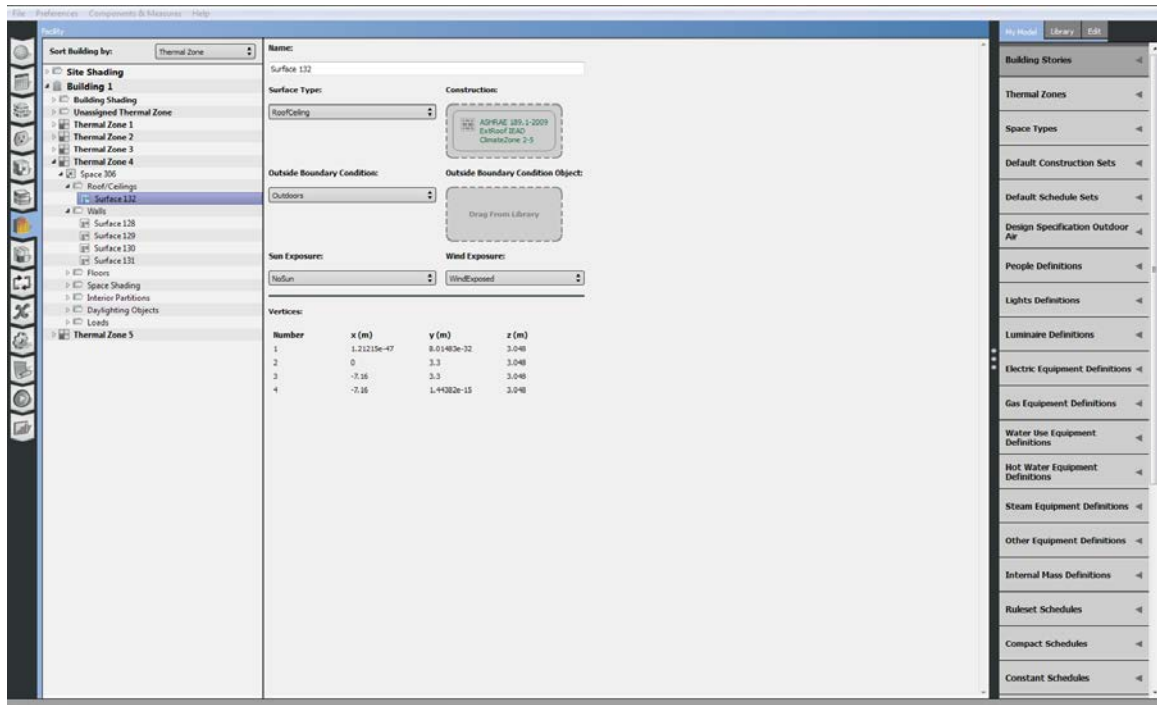 File Preferences Components & Measures Help
Facility
Sort Building by: Thermal Zone
Site Shading
Building 1
Building Shading
Unassigned Thermal Zone
Thermal Zone 1
Thermal Zone 2
Thermal Zone 3
Thermal Zone 4
Space 306
Roof/Ceilings
Surface 132
Walls
Surface 128
Surface 129
Surface 130
Surface 131
Floors
Space Shading
Interior Partitions
Daylighting Objects
Loads
Thermal Zone 5
Name:
Surface 132
Surface Type: Construction:
RoofCeiling
ASHRAE 189.1-2009
ExtRoof IEAD
ClimateZone 2-5
Outside Boundary Condition: Outside Boundary Condition Object:
Outdoors
Drag From Library
Sun Exposure: Wind Exposure:
NoSun WindExposed
Vertices:
Number x (m) y (m) z (m)
1 1.21215e-47 8.01483e-32 3.048
2 0 3.3 3.048
3 -7.16 3.3 3.048
4 -7.16 1.44382e-15 3.048
My Model Library Edit
Building Stories
Thermal Zones
Space Types
Default Construction Sets
Default Schedule Sets
Design Specification Outdoor
Air
People Definitions
Lights Definitions
Luminaire Definitions
Electric Equipment Definitions
Gas Equipment Definitions
Water Use Equipment
Definitions
Hot Water Equipment
Definitions
Steam Equipment Definitions
Other Equipment Definitions
Internal Mass Definitions
Ruleset Schedules
Compact Schedules
Constant Schedules